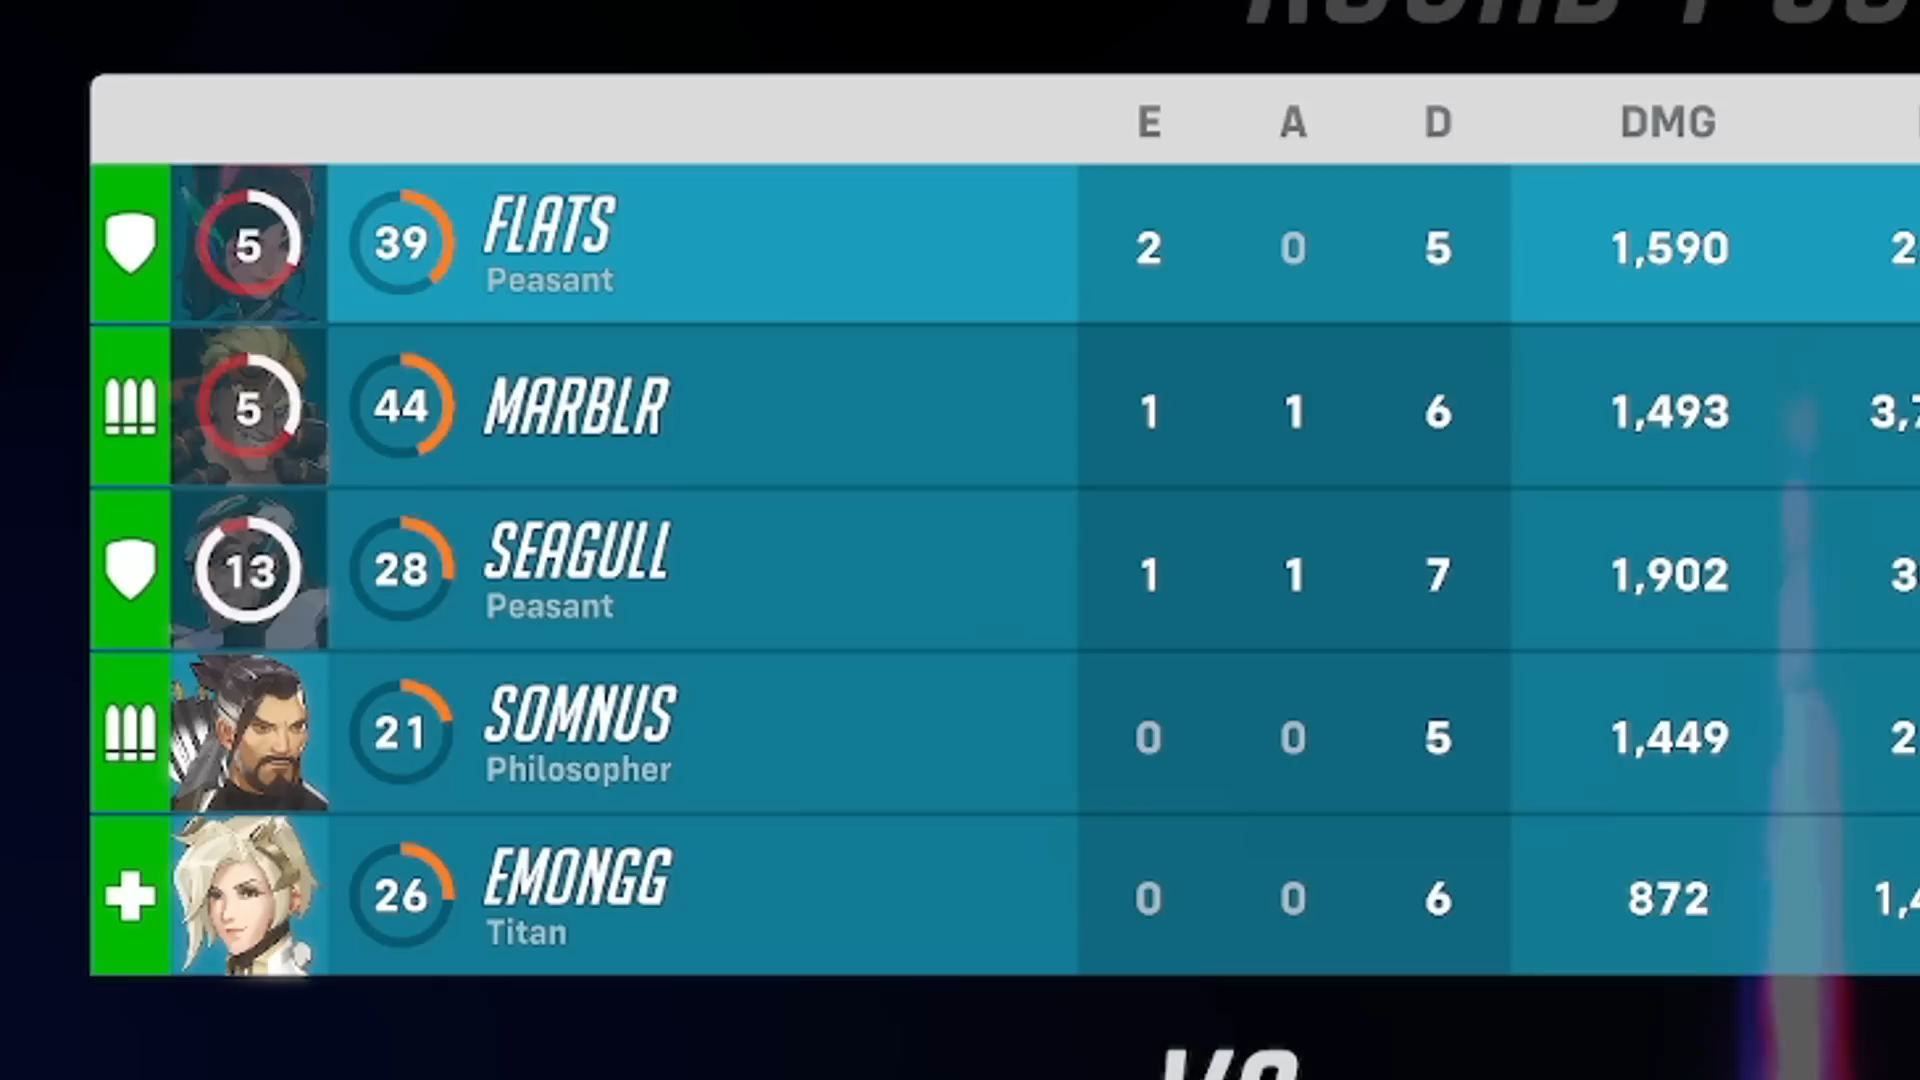 E A D DMG
5 39 FLATS 2 0 5 1,590
Peasant
5 44 MARBLR 1 1 6 1,493
13 28 SEAGULL 1 1 7 1,902
Peasant
21 SOMNUS 0 0 5 1,449
Philosopher
26 EMONGG 0 0 6 872
Titan